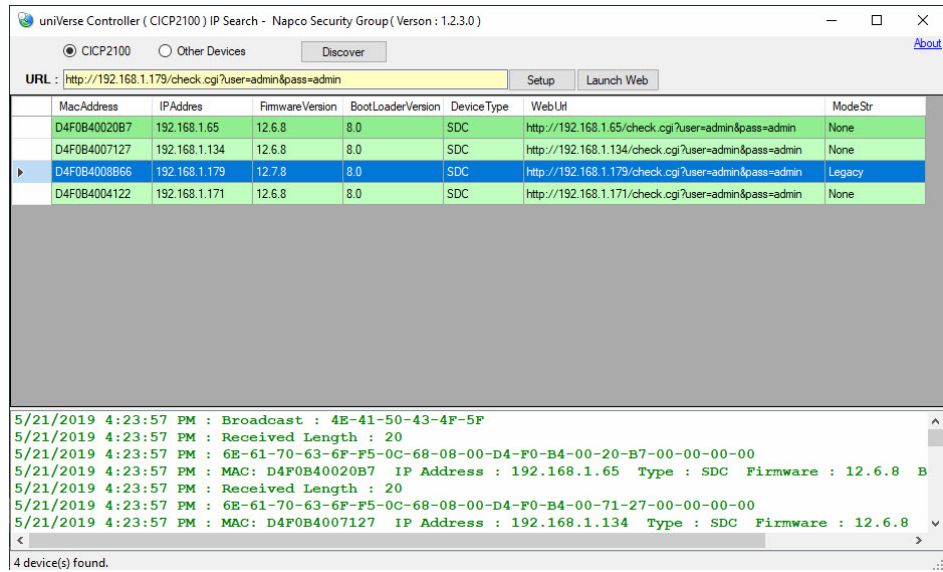 uniVerse Controller ( CICP2100 ) IP Search - Napco Security Group ( Verson : 1.2.3.0 )
CICP2100 Other Devices Discover About
URL : http://192.168.1.179/check.cgi?user=admin&pass=admin Setup Launch Web
MacAddress IPAddres FirmwareVersion BootLoaderVersion DeviceType WebUrl ModeStr
D4F0B40020B7 192.168.1.65 12.6.8 8.0 SDC http://192.168.1.65/check.cgi?user=admin&pass=admin None
D4F0B4007127 192.168.1.134 12.6.8 8.0 SDC http://192.168.1.134/check.cgi?user=admin&pass=admin None
D4F0B4008B66 192.168.1.179 12.7.8 8.0 SDC http://192.168.1.179/check.cgi?user=admin&pass=admin Legacy
D4F0B4004122 192.168.1.171 12.6.8 8.0 SDC http://192.168.1.171/check.cgi?user=admin&pass=admin None
5/21/2019 4:23:57 PM : Broadcast : 4E-41-50-43-4F-5F
5/21/2019 4:23:57 PM : Received Length : 20
5/21/2019 4:23:57 PM : 6E-61-70-63-6F-F5-0C-68-08-00-D4-F0-B4-00-20-B7-00-00-00-00
5/21/2019 4:23:57 PM : MAC: D4F0B40020B7 IP Address : 192.168.1.65 Type : SDC Firmware : 12.6.8 B
5/21/2019 4:23:57 PM : Received Length : 20
5/21/2019 4:23:57 PM : 6E-61-70-63-6F-F5-0C-68-08-00-D4-F0-B4-00-71-27-00-00-00-00
5/21/2019 4:23:57 PM : MAC: D4F0B4007127 IP Address : 192.168.1.134 Type : SDC Firmware : 12.6.8
4 device(s) found.